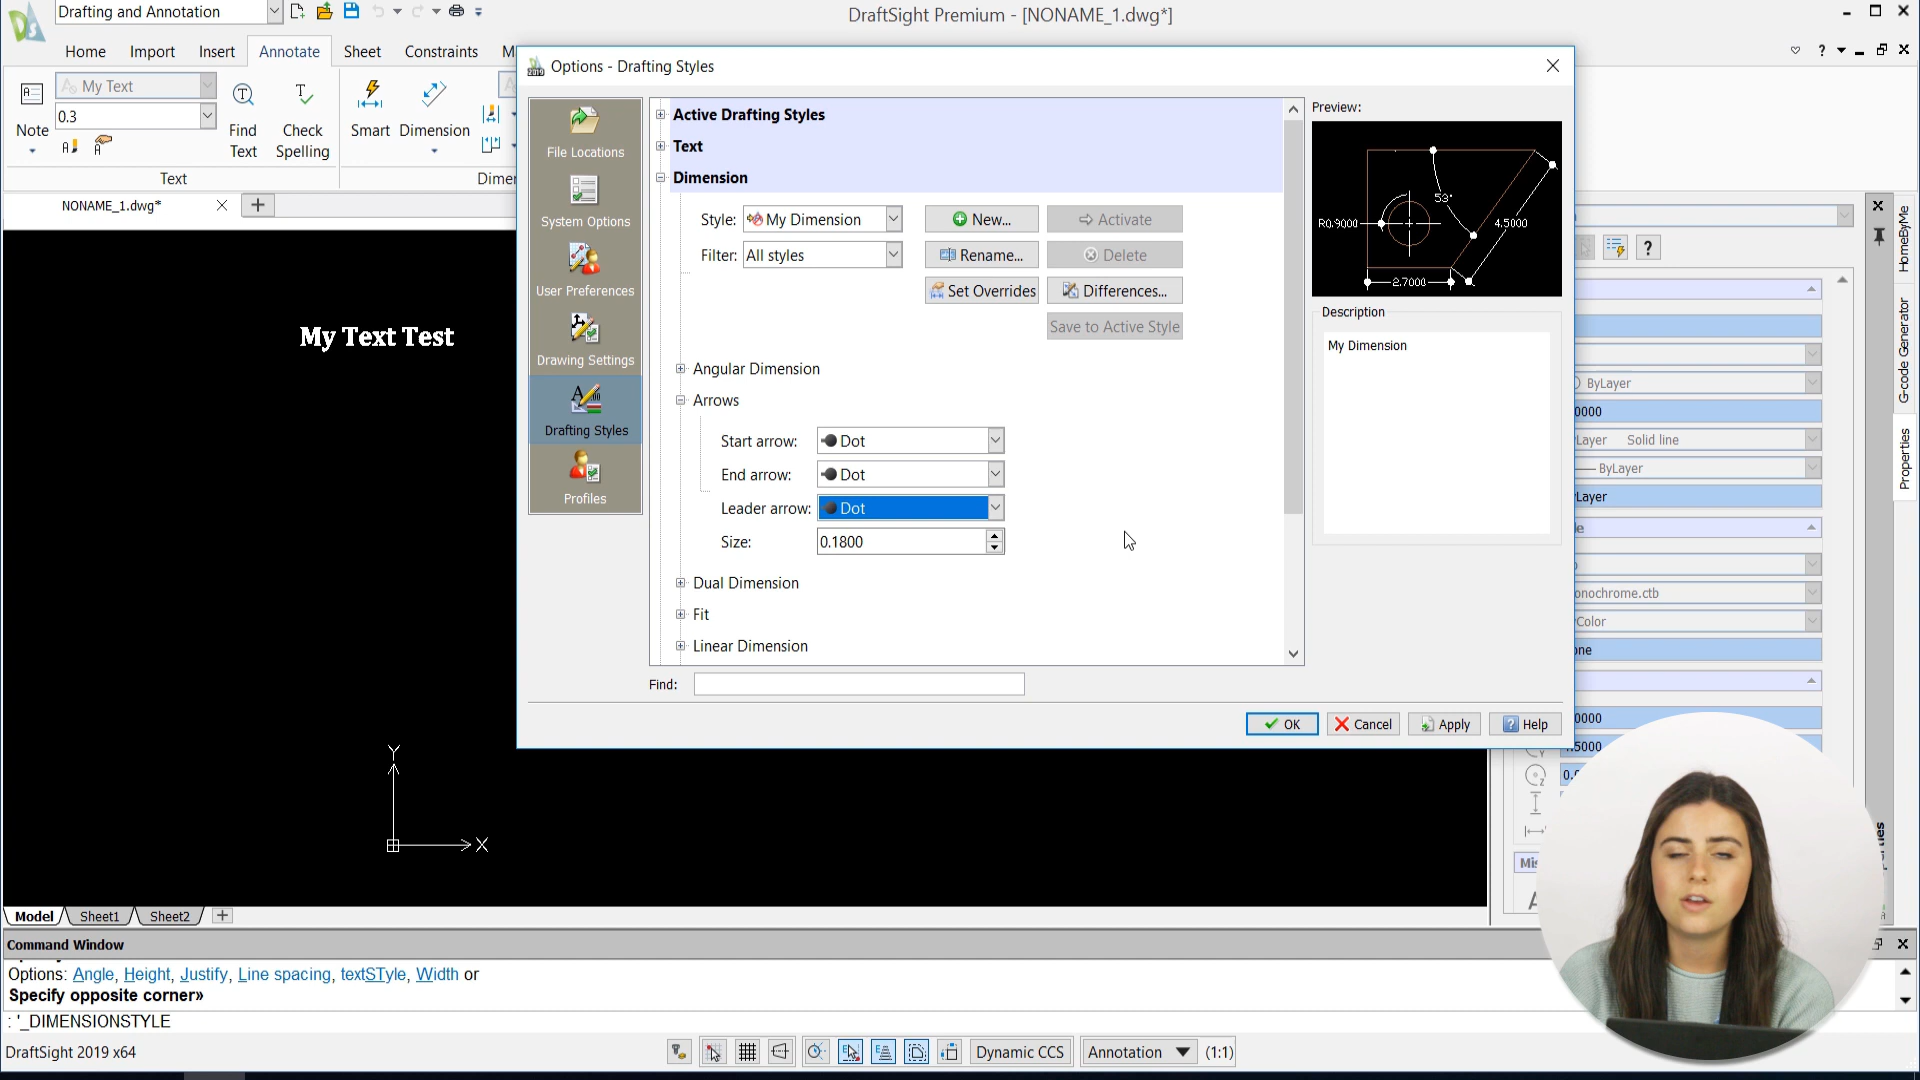 Drafting and Annotation
DraftSight Premium - [NONAME_1.dwg*]
Home
Import
Insert
Annotate
Sheet
Constraints
My Text
0.3
Note
Find
Text
Check
Spelling
Smart
Dimension
Text
NONAME_1.dwg*
My Text Test
Y
X
Options - Drafting Styles
File Locations
System Options
User Preferences
Drawing Settings
Drafting Styles
Profiles
Active Drafting Styles
Text
Dimension
Style: My Dimension
New...
Activate
Filter: All styles
Rename...
Delete
Set Overrides
Differences...
Save to Active Style
Angular Dimension
Arrows
Start arrow: Dot
End arrow: Dot
Leader arrow: Dot
Size: 0.1800
Dual Dimension
Fit
Linear Dimension
Find:
OK
Cancel
Apply
Help
Preview:
R0.9000
53°
4.5000
2.7000
Description
My Dimension
ByLayer
Solid line
ByLayer
HomeByMe
G-code Generator
Properties
Model
Sheet1
Sheet2
Command Window
Options: Angle, Height, Justify, Line spacing, textSTyle, Width or
Specify opposite corner»
: '_DIMENSIONSTYLE
DraftSight 2019 x64
Dynamic CCS
Annotation
(1:1)